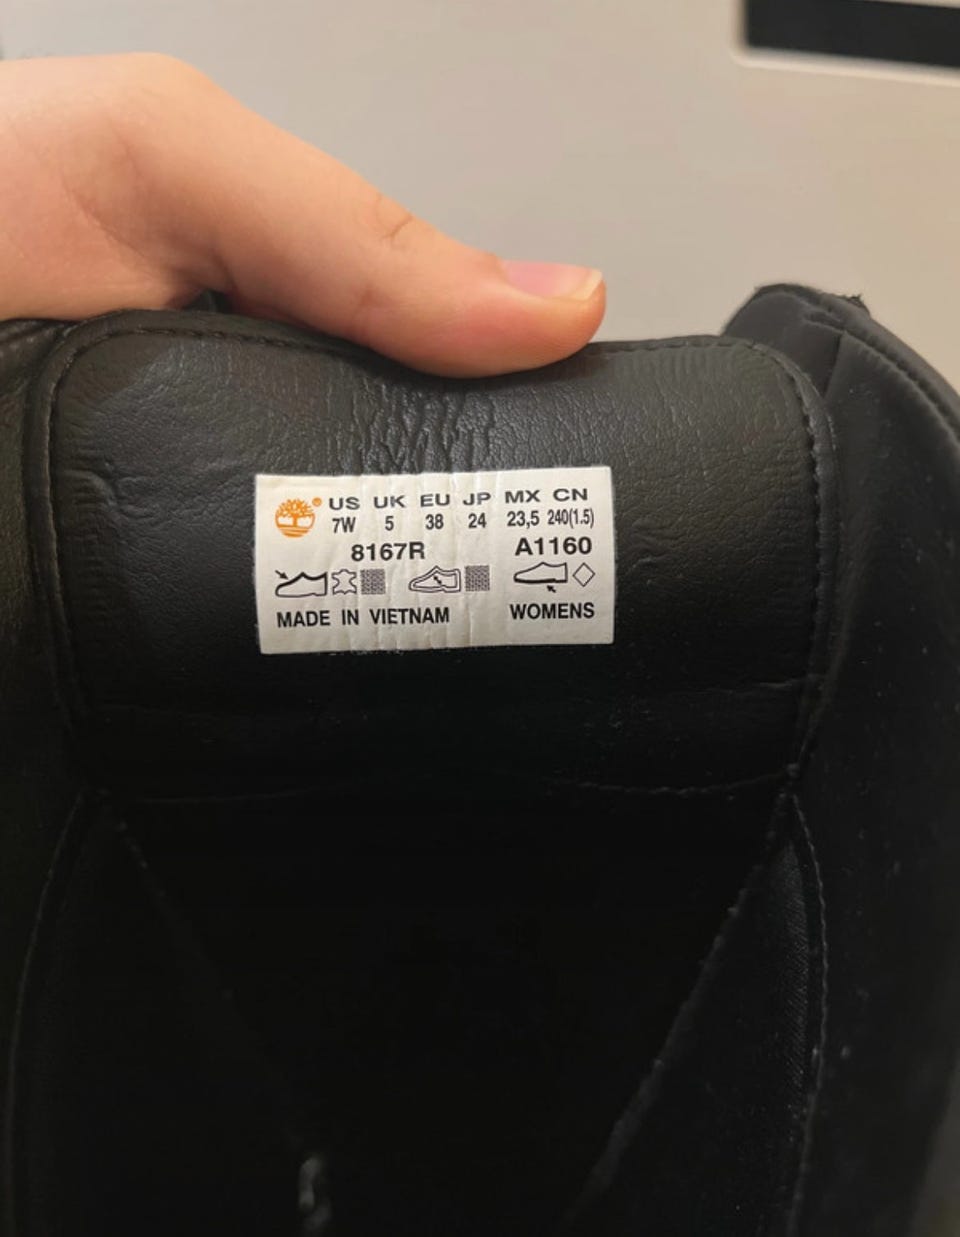 US UK EU JP MX CN
7W 5 38 24 23,5 240(1.5)
8167R A1160
MADE IN VIETNAM WOMENS